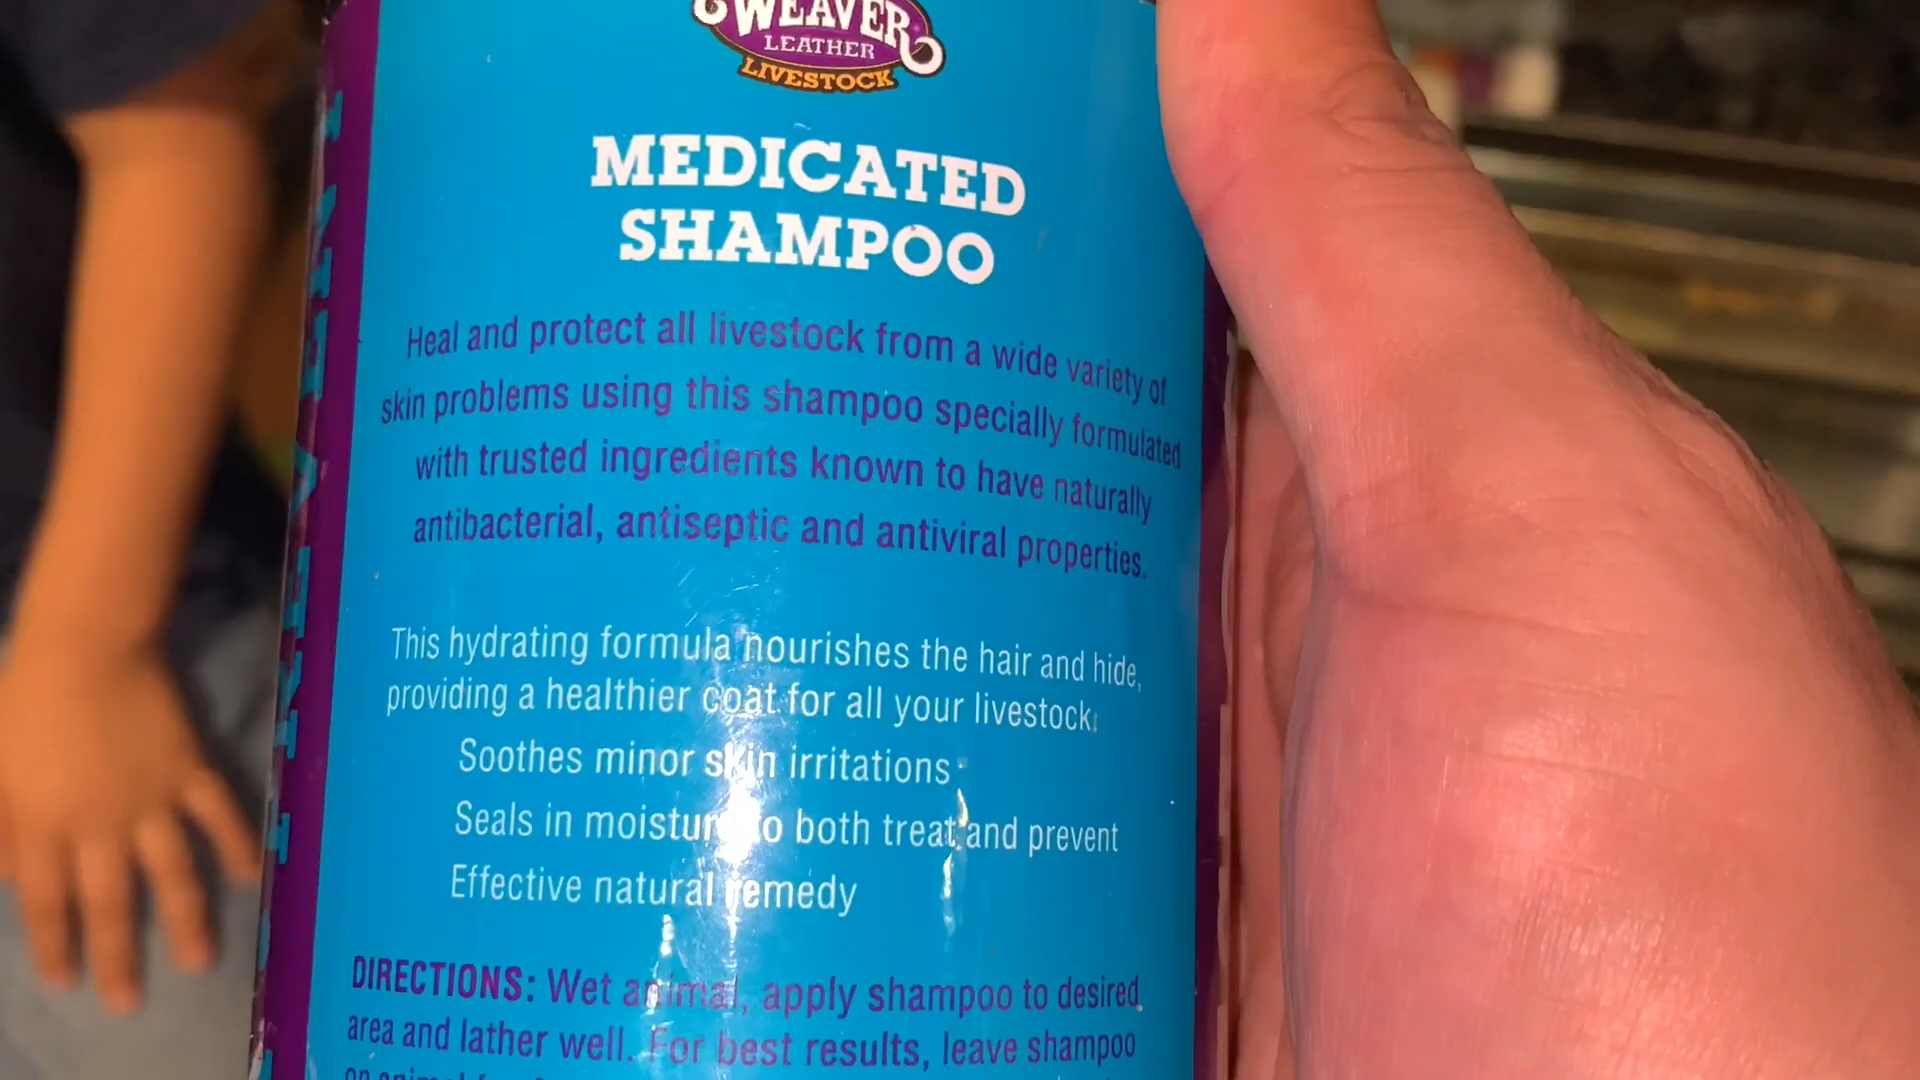 WEAVER
LEATHER
LIVESTOCK
MEDICATED
SHAMPOO
Heal and protect all livestock from a wide variety of
skin problems using this shampoo specially formulated
with trusted ingredients known to have naturally
antibacterial, antiseptic and antiviral properties.
This hydrating formula nourishes the hair and hide,
providing a healthier coat for all your livestock:
Soothes minor skin irritations
Seals in moisture to both treat and prevent
Effective natural remedy
DIRECTIONS: Wet animal, apply shampoo to desired
area and lather well. For best results, leave shampoo
on animal